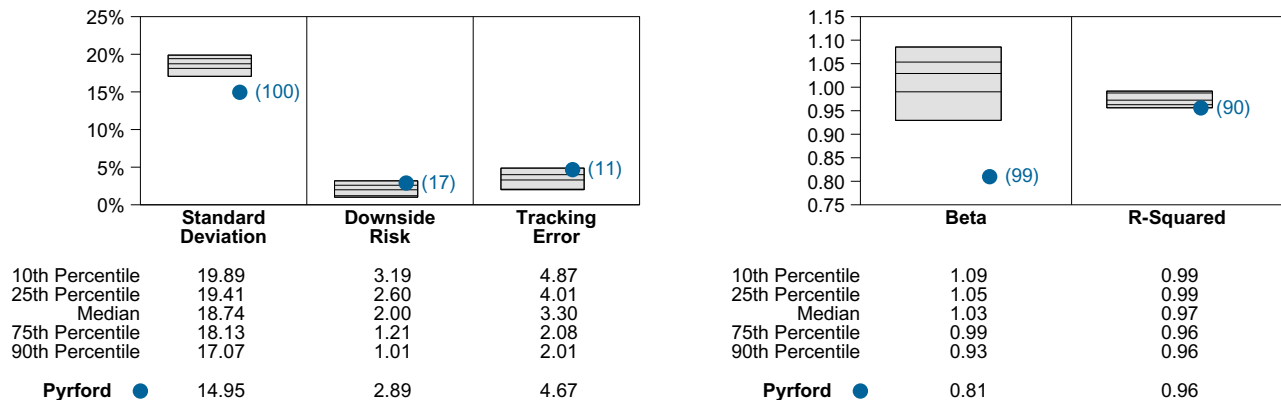 25%
20%
15%
10%
5%
0%
(100)
(17)
(11)
Standard Deviation
Downside Risk
Tracking Error
10th Percentile 19.89 3.19 4.87
25th Percentile 19.41 2.60 4.01
Median 18.74 2.00 3.30
75th Percentile 18.13 1.21 2.08
90th Percentile 17.07 1.01 2.01
Pyrford 14.95 2.89 4.67
1.15
1.10
1.05
1.00
0.95
0.90
0.85
0.80
0.75
(99)
(90)
Beta
R-Squared
10th Percentile 1.09 0.99
25th Percentile 1.05 0.99
Median 1.03 0.97
75th Percentile 0.99 0.96
90th Percentile 0.93 0.96
Pyrford 0.81 0.96